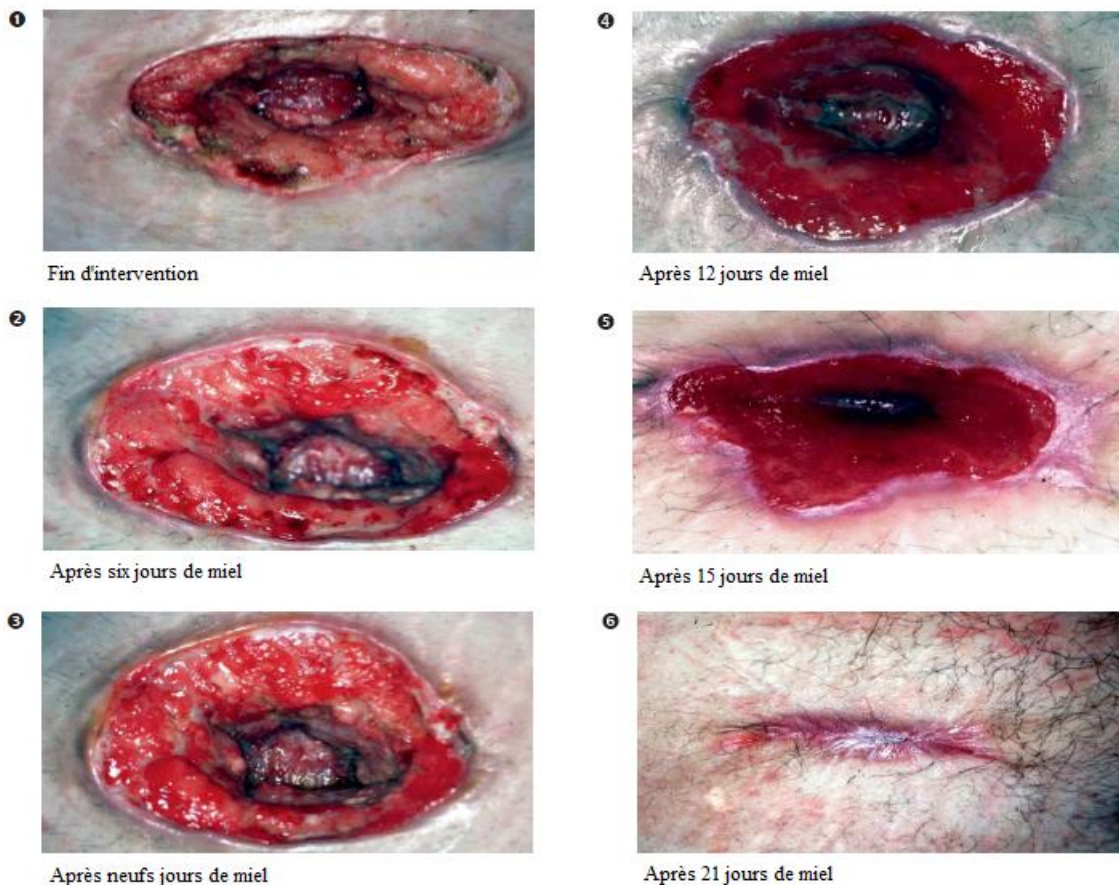 ❶
Fin d'intervention
❷
Après six jours de miel
❸
Après neufs jours de miel
❹
Après 12 jours de miel
❺
Après 15 jours de miel
❻
Après 21 jours de miel